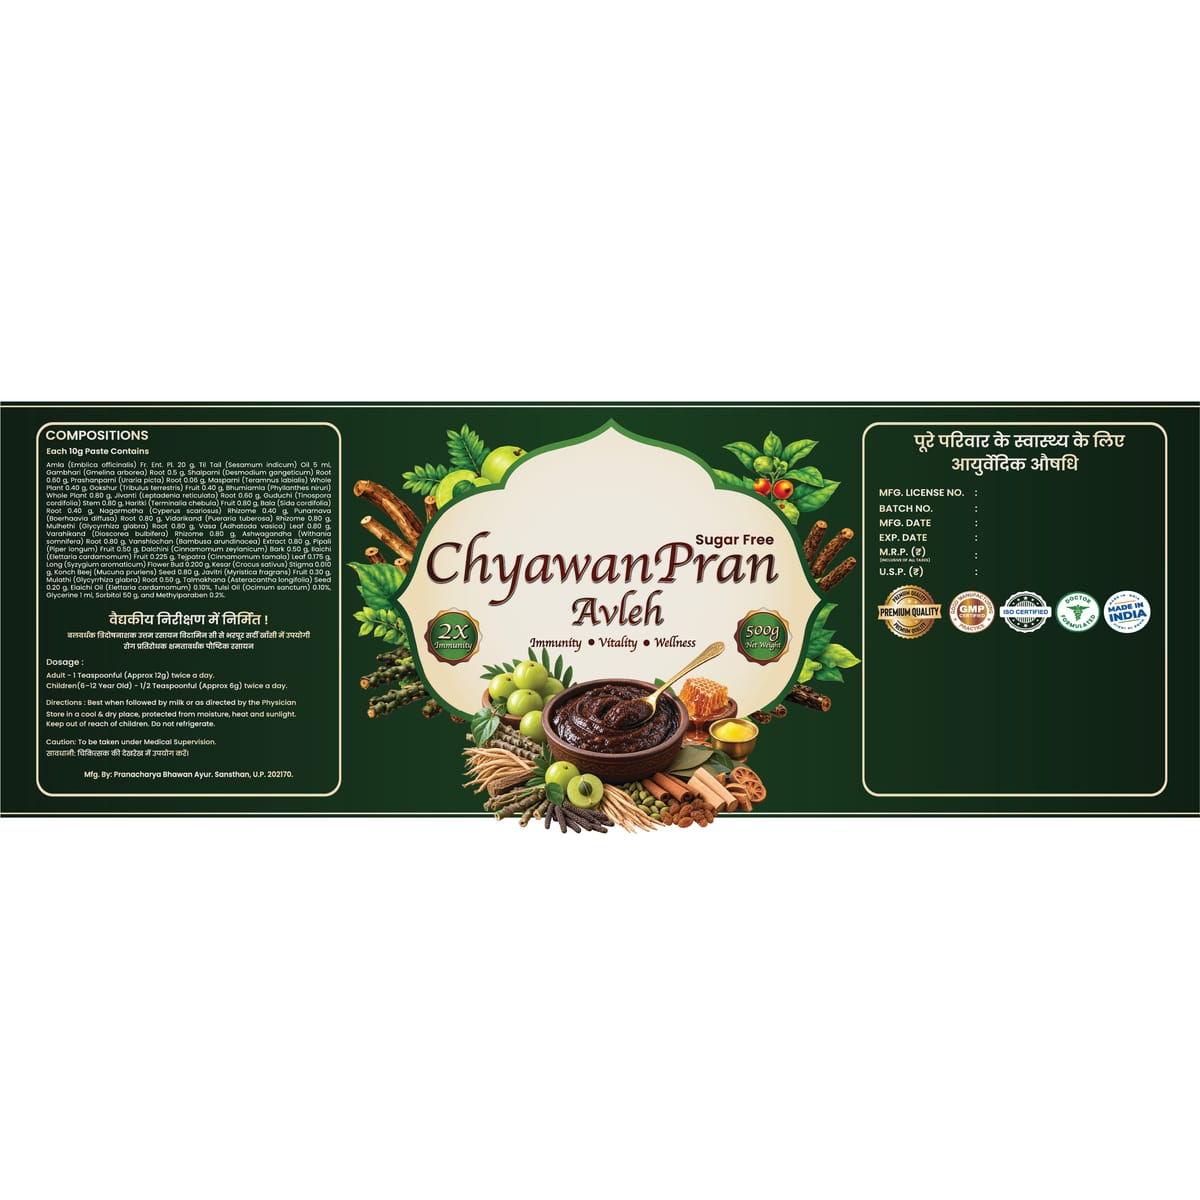 COMPOSITIONS
Each 10g Paste Contains
Amla (Emblica officinalis) Fr. Ent. Pl. 20 g, Til Tail (Sesamum indicum) Oil 5 ml,
Gambhari (Gmelina arborea) Root 0.5 g, Shalparni (Desmodium gangeticum) Root
0.60 g, Prashanparni (Uraria picta) Root 0.06 g, Masparni (Teramnus labialis) Whole
Plant 0.40 g, Gokshur (Tribulus terrestris) Fruit 0.40 g, Bhumiamla (Phyllanthes niruri)
Whole Plant 0.80 g, Jivanti (Leptadenia reticulata) Root 0.60 g, Guduchi (Tinospora
cordifolia) Stem 0.80 g, Haritki (Terminalia chebula) Fruit 0.80 g, Bala (Sida cordifolia)
Root 0.40 g, Nagarmotha (Cyperus scariosus) Rhizome 0.40 g, Punarnava
(Boerhaavia diffusa) Root 0.80 g, Vidarikand (Pueraria tuberosa) Rhizome 0.80 g,
Mulhethi (Glycyrrhiza glabra) Root 0.80 g, Vasa (Adhatoda vasica) Leaf 0.80 g,
Varahikand (Dioscorea bulbifera) Rhizome 0.80 g, Ashwagandha (Withania
somnifera) Root 0.80 g, Vanshlochan (Bambusa arundinacea) Extract 0.80 g, Pipali
(Piper longum) Fruit 0.50 g, Dalchini (Cinnamomum zeylanicum) Bark 0.50 g, Ilaichi
(Elettaria cardamomum) Fruit 0.225 g, Tejpatra (Cinnamomum tamala) Leaf 0.175 g,
Long (Syzygium aromaticum) Flower Bud 0.200 g, Kesar (Crocus sativus) Stigma 0.010
g, Konch Beej (Mucuna pruriens) Seed 0.80 g, Javitri (Myristica fragrans) Fruit 0.30 g,
Mulathi (Glycyrrhiza glabra) Root 0.50 g, Talmakhana (Asteracantha longifolia) Seed
0.20 g, Elaichi Oil (Elettaria cardamomum) 0.10%, Tulsi Oil (Ocimum sanctum) 0.10%,
Glycerine 1 ml, Sorbitol 50 g, and Methylparaben 0.2%.
वैद्यकीय निरीक्षण में निर्मित !
बलवर्धक त्रिदोषनाशक उत्तम रसायन विटामिन सी से भरपूर सर्दी खाँसी में उपयोगी
रोग प्रतिरोधक क्षमतावर्धक पौष्टिक रसायन
Dosage :
Adult - 1 Teaspoonful (Approx 12g) twice a day.
Children(6-12 Year Old) - 1/2 Teaspoonful (Approx 6g) twice a day.
Directions : Best when followed by milk or as directed by the Physician
Store in a cool & dry place, protected from moisture, heat and sunlight.
Keep out of reach of children. Do not refrigerate.
Caution: To be taken under Medical Supervision.
सावधानी: चिकित्सक की देखरेख में उपयोग करें।
Mfg. By: Pranacharya Bhawan Ayur. Sansthan, U.P. 202170.
Sugar Free
ChyawanPran
Avleh
2X
Immunity
Immunity • Vitality • Wellness
500g
Net Weight
पूरे परिवार के स्वास्थ्य के लिए
आयुर्वेदिक औषधि
MFG. LICENSE NO. :
BATCH NO. :
MFG. DATE :
EXP. DATE :
M.R.P. (₹) :
(INCLUSIVE OF ALL TAXES)
U.S.P. (₹) :
PREMIUM QUALITY
PREMIUM QUALITY
PREMIUM QUALITY
GOOD MANUFACTURING
GMP
CERTIFIED
PRACTICE
ISO CERTIFIED
DOCTOR
FORMULATED
MADE IN INDIA
MADE IN
INDIA